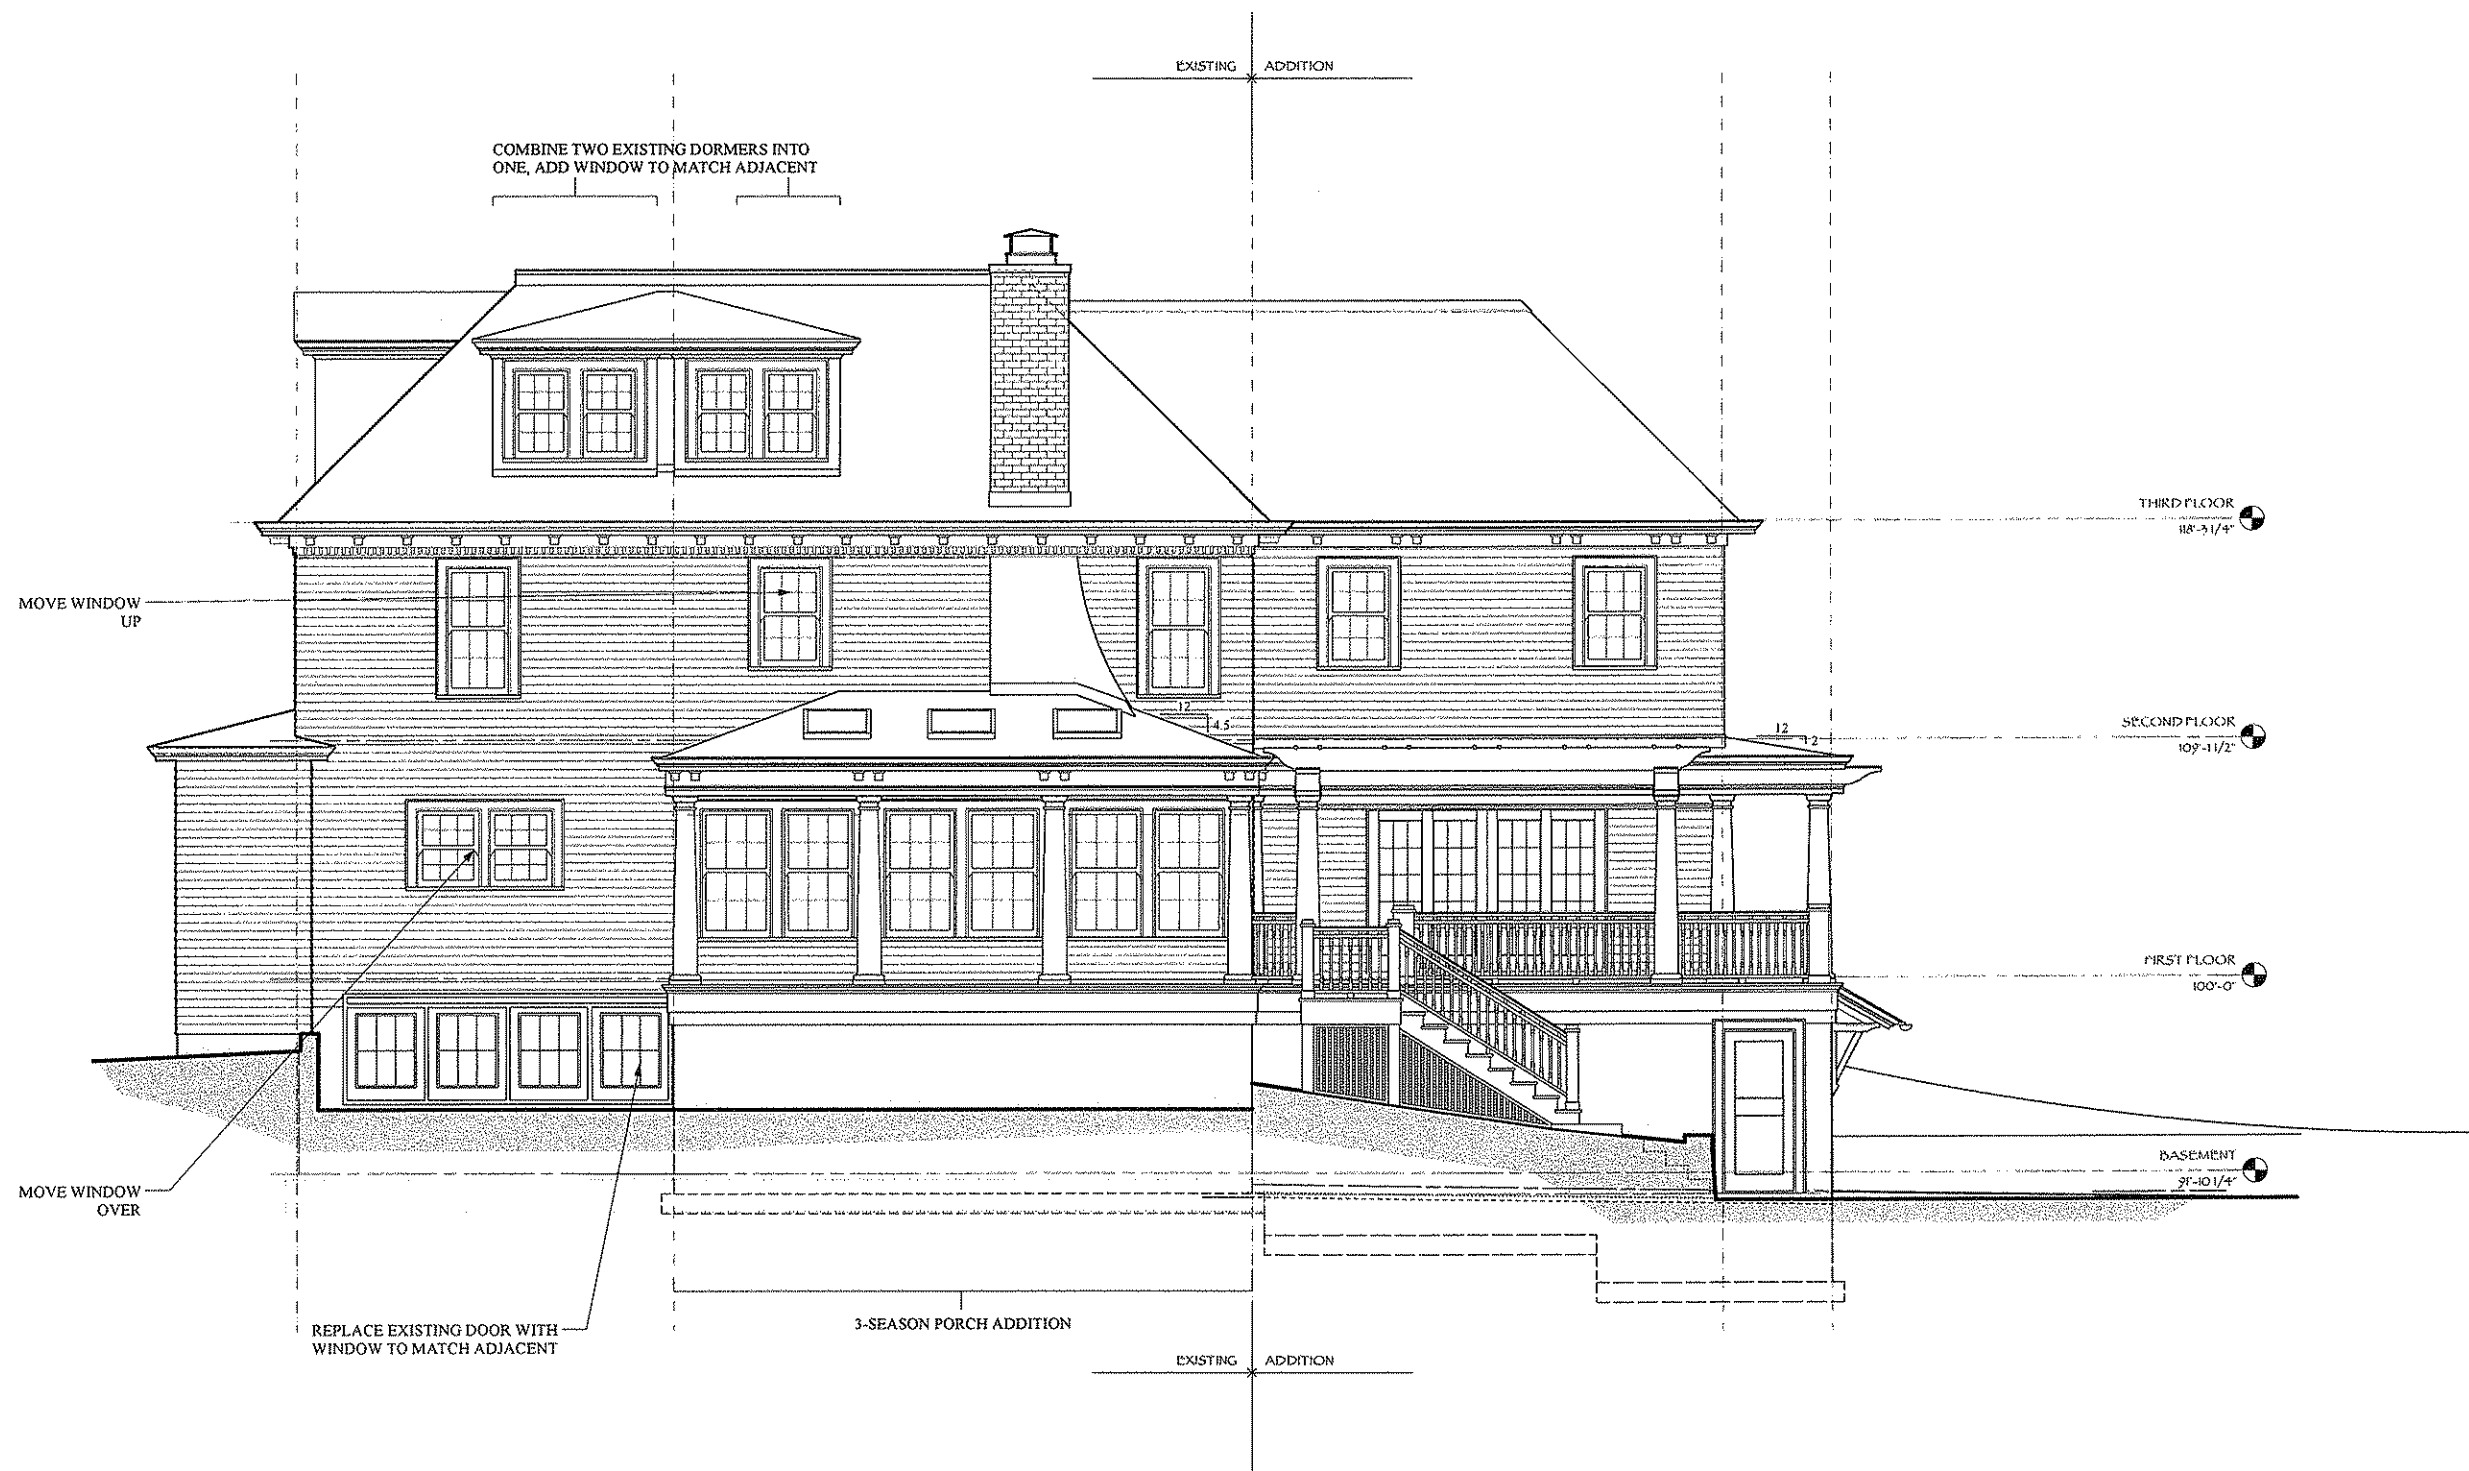 EXISTING ADDITION
COMBINE TWO EXISTING DORMERS INTO
ONE, ADD WINDOW TO MATCH ADJACENT
THIRD FLOOR
118'-3 1/4"
MOVE WINDOW
UP
12
4.5
12
2
SECOND FLOOR
109'-1 1/2"
FIRST FLOOR
100'-0"
BASEMENT
91'-10 1/4"
MOVE WINDOW
OVER
3-SEASON PORCH ADDITION
REPLACE EXISTING DOOR WITH
WINDOW TO MATCH ADJACENT
EXISTING ADDITION